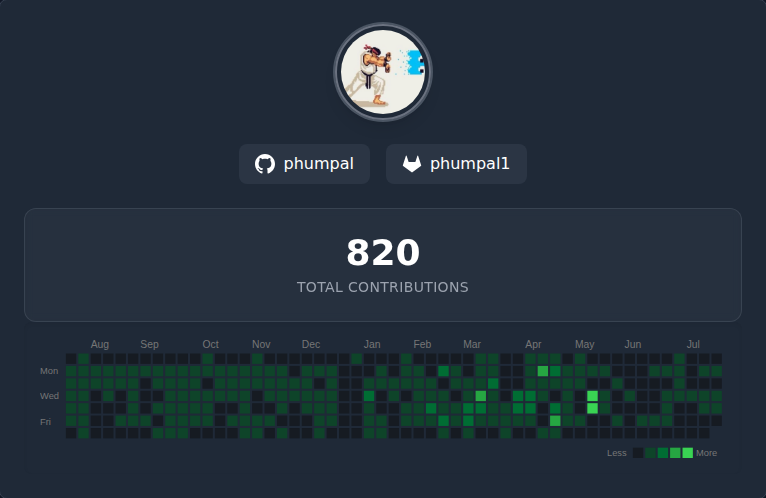 phumpal phumpal1
820
TOTAL CONTRIBUTIONS
Aug Sep Oct Nov Dec Jan Feb Mar Apr May Jun Jul
Mon
Wed
Fri
Less More